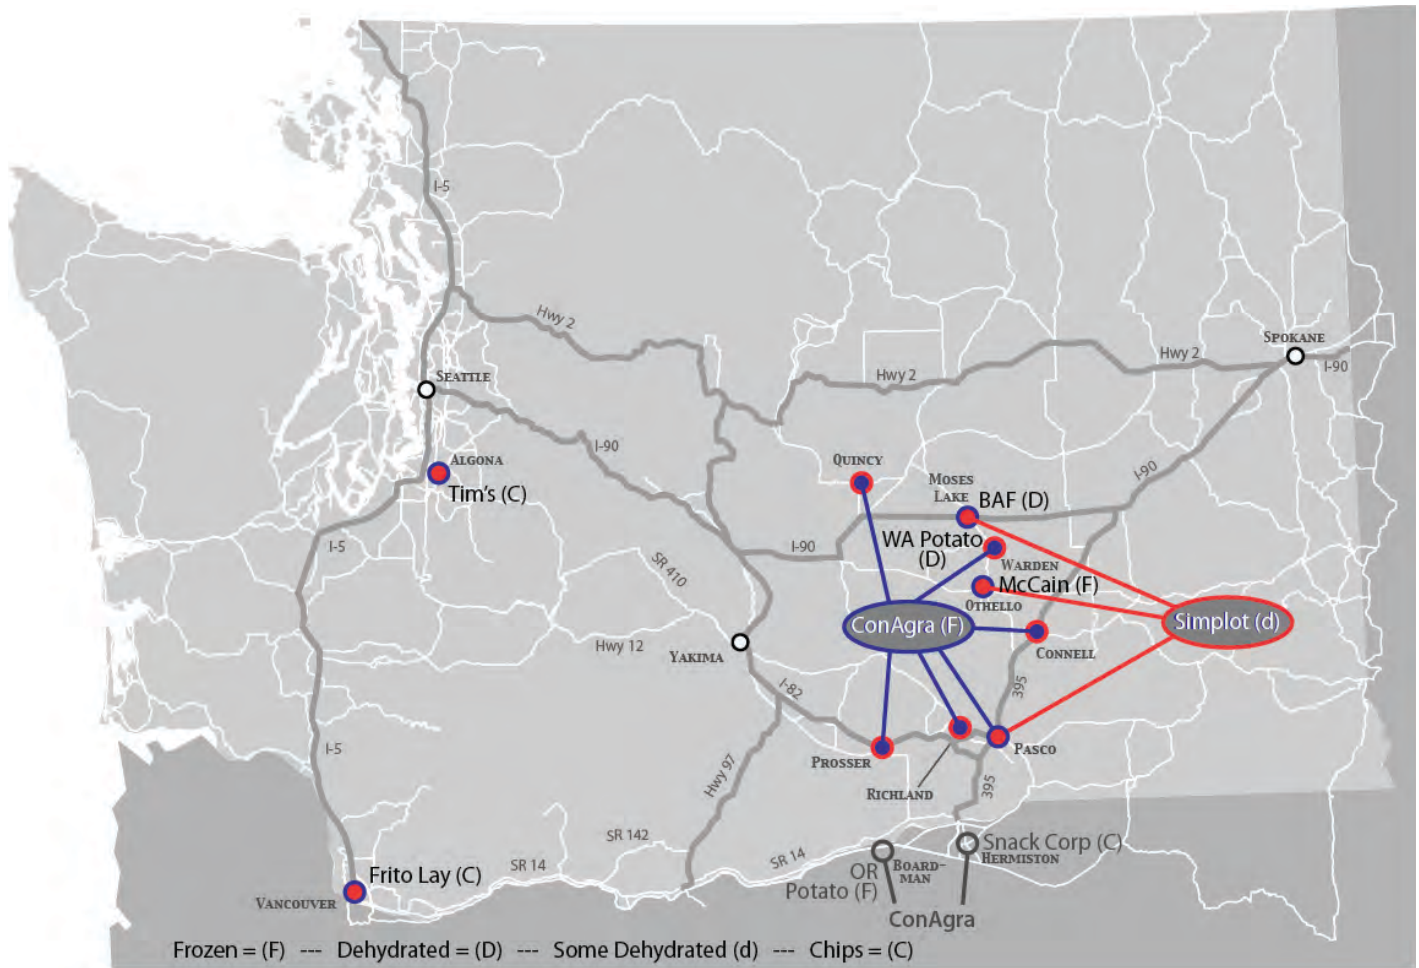 I-5
Hwy 2
Hwy 2
Hwy 2
SPOKANE
I-90
SEATTLE
I-90
ALGONA
Tim's (C)
QUINCY
MOSES
LAKE
BAF (D)
I-90
I-5
I-90
WA Potato
(D)
WARDEN
SR 410
McCain (F)
OTHELLO
ConAgra (F)
Simplot (d)
Hwy 12
YAKIMA
CONNELL
I-82
395
I-5
PROSSER
PASCO
RICHLAND
Hwy 97
395
SR 142
SR 14
SR 14
Snack Corp (C)
HERMISTON
OR
Potato (F)
BOARD-
MAN
ConAgra
Frito Lay (C)
VANCOUVER
Frozen = (F) --- Dehydrated = (D) --- Some Dehydrated (d) --- Chips = (C)